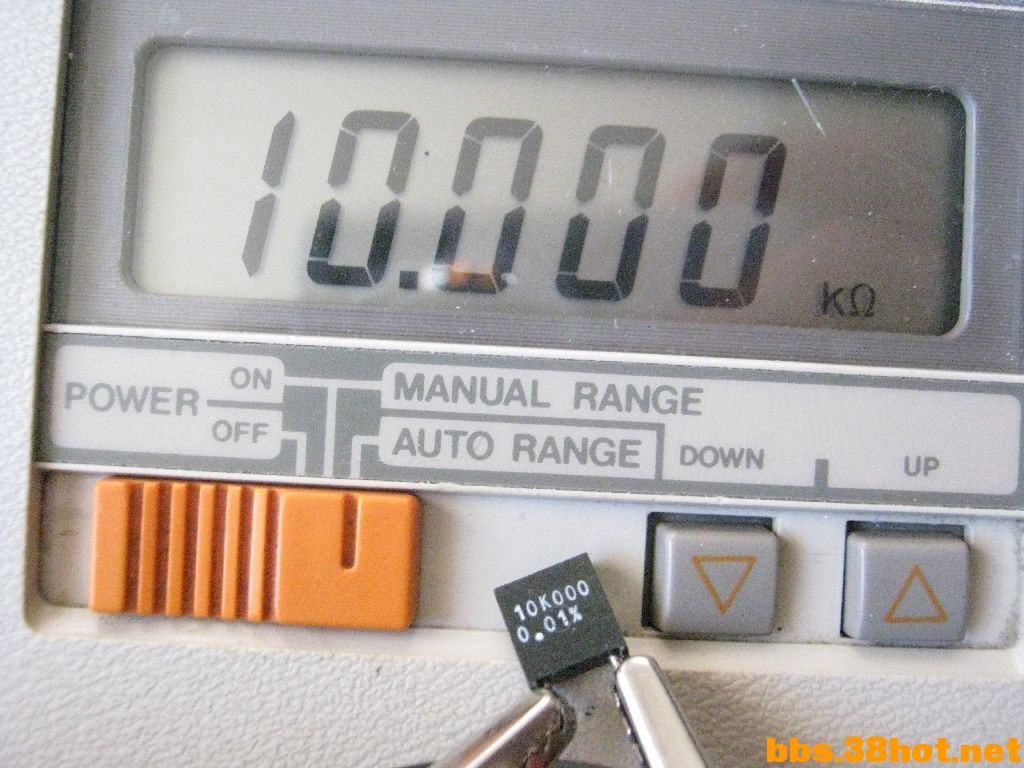 10.000 kΩ
POWER ON OFF
MANUAL RANGE
AUTO RANGE
DOWN UP
10K000
0.01%
bbs.38hot.net